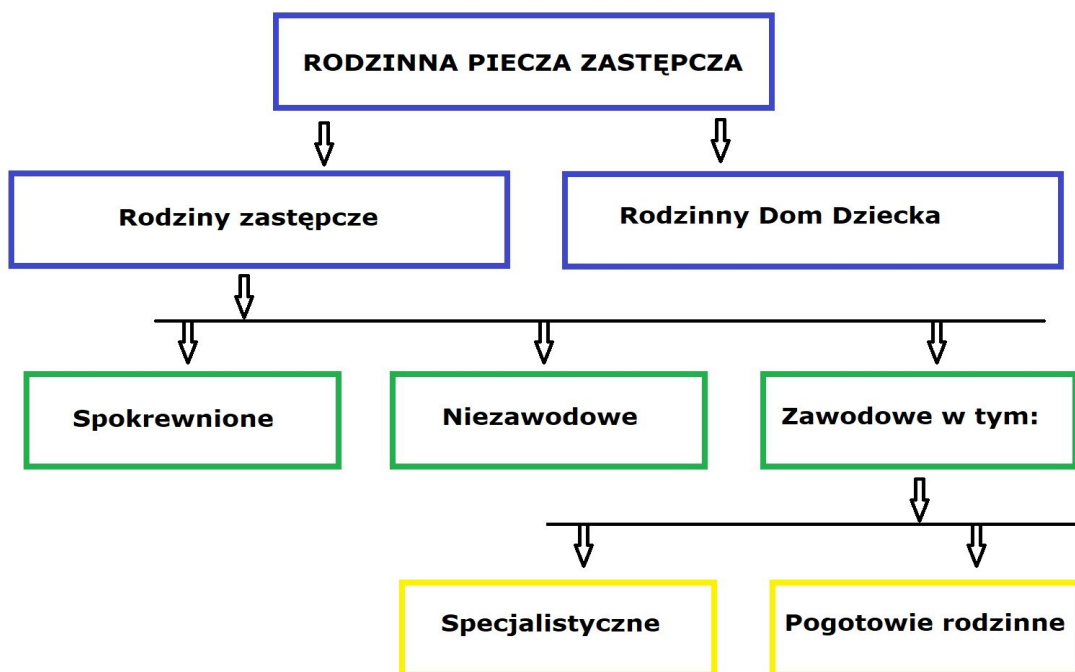 RODZINNA PIECZA ZASTĘPCZA
Rodziny zastępcze
Rodzinny Dom Dziecka
Spokrewnione
Niezawodowe
Zawodowe w tym:
Specjalistyczne
Pogotowie rodzinne